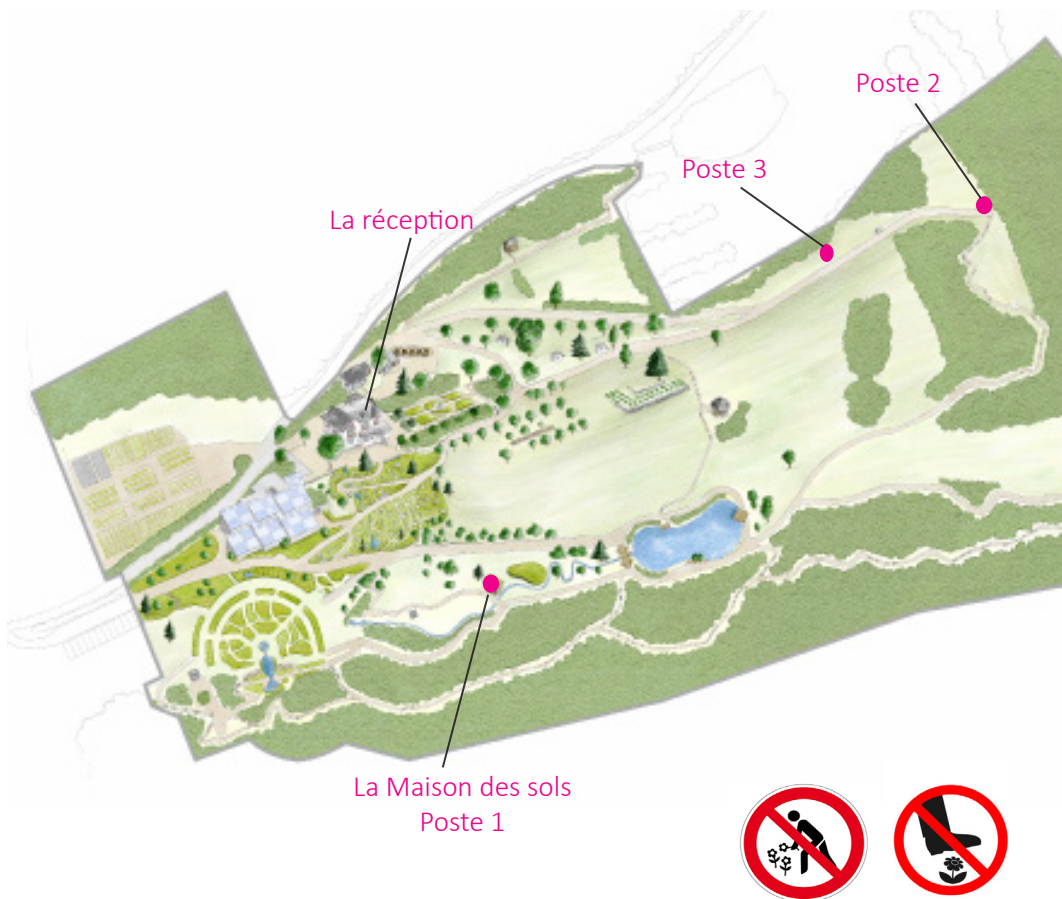 Poste 2
Poste 3
La réception
La Maison des sols
Poste 1